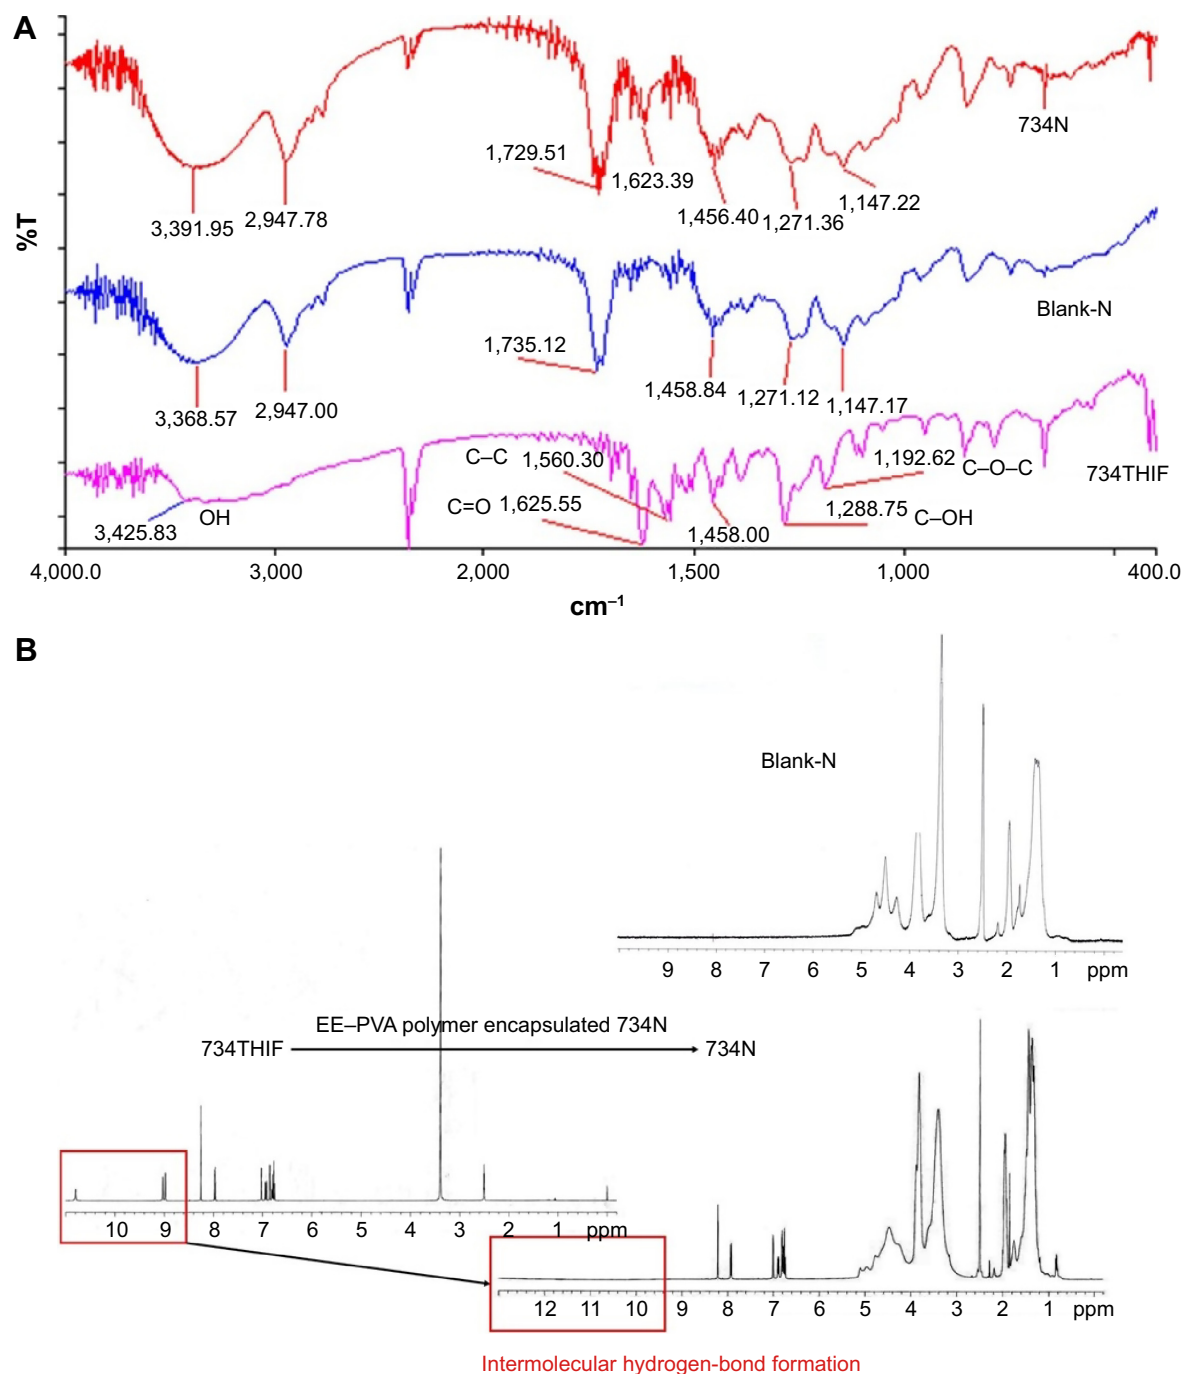 A
%T
734N
1,729.51
1,623.39
1,456.40
1,271.36
1,147.22
3,391.95
2,947.78
Blank-N
1,735.12
3,368.57
2,947.00
1,458.84
1,271.12
1,147.17
C–C
1,560.30
1,192.62
C–O–C
734THIF
C=O
1,625.55
1,288.75
C–OH
3,425.83
OH
1,458.00
4,000.0 3,000 2,000 1,500 1,000 400.0
cm–1
B
Blank-N
9 8 7 6 5 4 3 2 1 ppm
EE–PVA polymer encapsulated 734N
734THIF
734N
10 9 8 7 6 5 4 3 2 1 ppm
12 11 10 9 8 7 6 5 4 3 2 1 ppm
Intermolecular hydrogen-bond formation